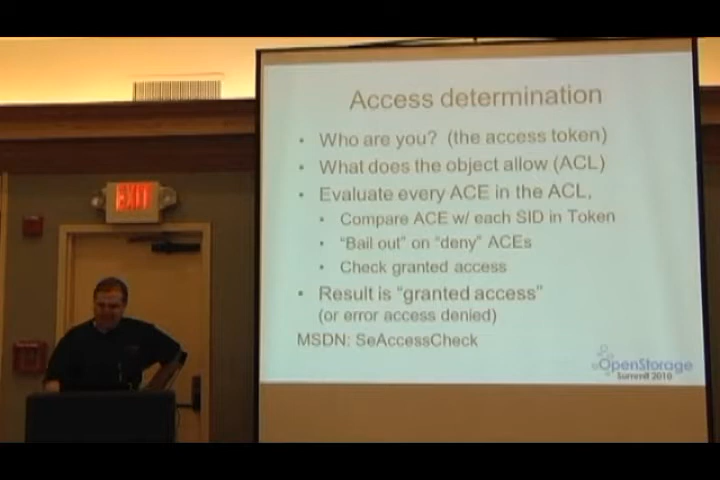 Access determination
• Who are you? (the access token)
• What does the object allow (ACL)
• Evaluate every ACE in the ACL,
• Compare ACE w/ each SID in Token
• “Bail out” on “deny” ACEs
• Check granted access
• Result is “granted access”
(or error access denied)
MSDN: SeAccessCheck
OpenStorage
Summit 2010
EXIT